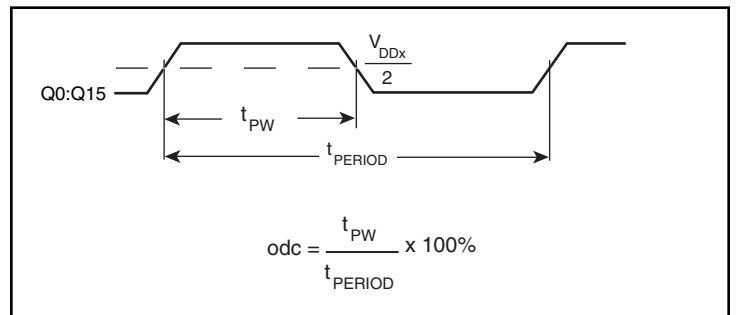 V_DDx
2
Q0:Q15
t_PW
t_PERIOD
odc = t_PW / t_PERIOD x 100%